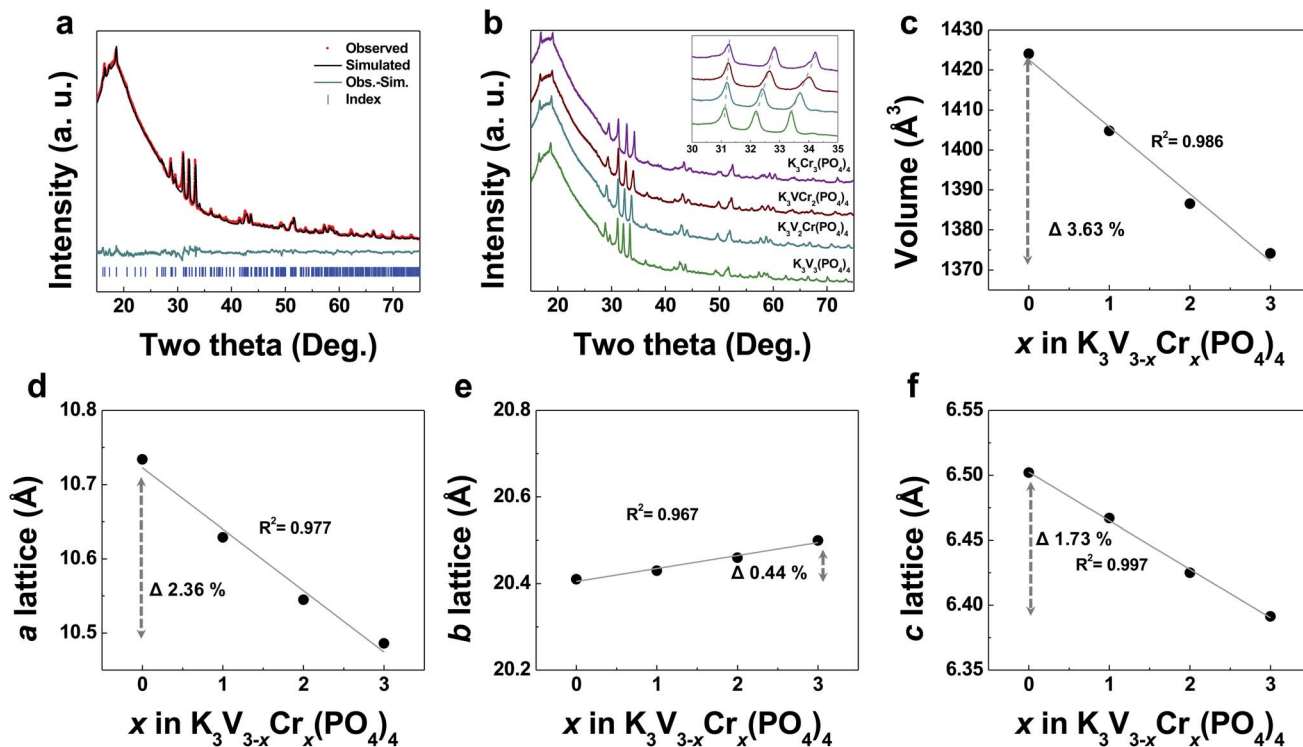 a
Observed
Simulated
Obs.-Sim.
Index
Intensity (a. u.)
20 30 40 50 60 70
Two theta (Deg.)
b
30 31 32 33 34 35
K₃Cr₃(PO₄)₄
K₃VCr₂(PO₄)₄
K₃V₂Cr(PO₄)₄
K₃V₃(PO₄)₄
Intensity (a. u.)
20 30 40 50 60 70
Two theta (Deg.)
c
1430
1420
1410
1400
1390
1380
1370
Volume (Å³)
R²= 0.986
Δ 3.63 %
0 1 2 3
x in K₃V₃₋ₓCrₓ(PO₄)₄
d
10.8
10.7
10.6
10.5
a lattice (Å)
R²= 0.977
Δ 2.36 %
0 1 2 3
x in K₃V₃₋ₓCrₓ(PO₄)₄
e
20.8
20.6
20.4
20.2
b lattice (Å)
R²= 0.967
Δ 0.44 %
0 1 2 3
x in K₃V₃₋ₓCrₓ(PO₄)₄
f
6.55
6.50
6.45
6.40
6.35
c lattice (Å)
Δ 1.73 %
R²= 0.997
0 1 2 3
x in K₃V₃₋ₓCrₓ(PO₄)₄